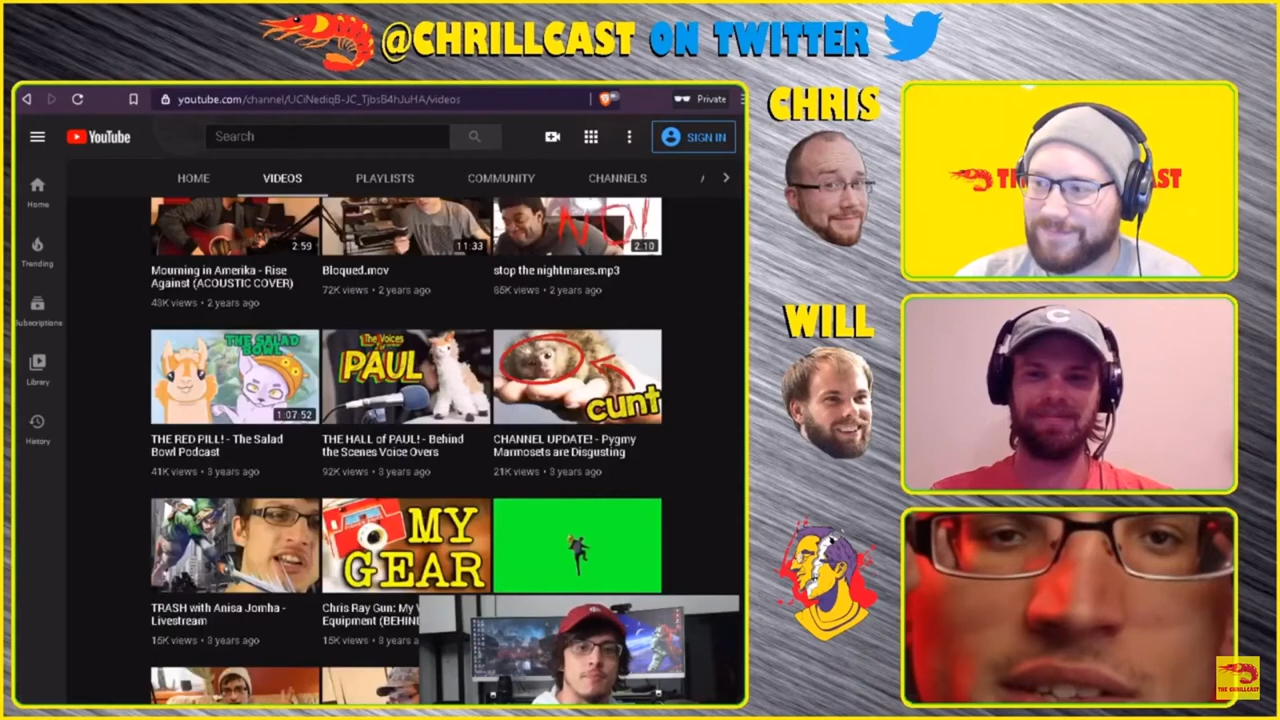 @CHRILLCAST ON TWITTER
youtube.com/channel/UCiNediqB-JC_TjbsB4hJuHA/videos
Private
YouTube
Search
SIGN IN
HOME
VIDEOS
PLAYLISTS
COMMUNITY
CHANNELS
Home
Trending
Subscriptions
Library
History
NO!
2:59
11:33
2:10
Mourning in Amerika - Rise
Against (ACOUSTIC COVER)
43K views • 2 years ago
Bloqued.mov
72K views • 2 years ago
stop the nightmares.mp3
65K views • 2 years ago
THE SALAD
BOWL
1:07:52
The Voices
of
PAUL
cunt
THE RED PILL! - The Salad
Bowl Podcast
41K views • 3 years ago
THE HALL of PAUL! - Behind
the Scenes Voice Overs
92K views • 3 years ago
CHANNEL UPDATE! - Pygmy
Marmosets are Disgusting
21K views • 3 years ago
MY
GEAR
TRASH with Anisa Jomha -
Livestream
15K views • 3 years ago
Chris Ray Gun: My V
Equipment (BEHIN
15K views • 3 years a
CHRIS
WILL
TH
AST
C
THE CHRILLCAST